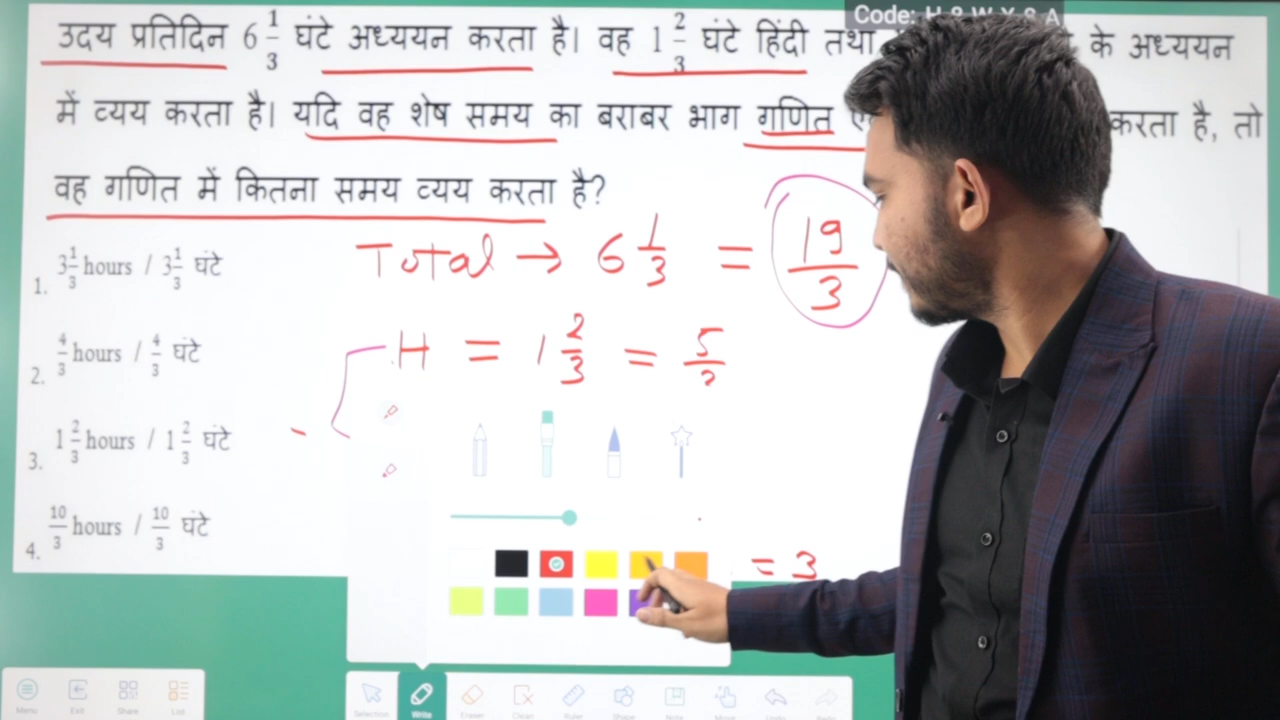 Code: H & W Y S A
उदय प्रतिदिन 6 1/3 घंटे अध्ययन करता है। वह 1 2/3 घंटे हिंदी तथा के अध्ययन
में व्यय करता है। यदि वह शेष समय का बराबर भाग गणित करता है, तो
वह गणित में कितना समय व्यय करता है?
1. 3 1/3 hours / 3 1/3 घंटे
2. 4/3 hours / 4/3 घंटे
3. 1 2/3 hours / 1 2/3 घंटे
4. 10/3 hours / 10/3 घंटे
Total → 6 1/3 = 19/3
H = 1 2/3 = 5/3
= 3
Menu Exit Share List
Selection Write Eraser Clean Ruler Shape Note Move Undo Redo